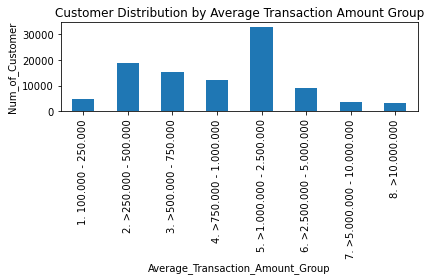 Customer Distribution by Average Transaction Amount Group
Num_of_Customer
30000
20000
10000
0
1. 100.000 - 250.000
2. >250.000 - 500.000
3. >500.000 - 750.000
4. >750.000 - 1.000.000
5. >1.000.000 - 2.500.000
6. >2.500.000 - 5.000.000
7. >5.000.000 - 10.000.000
8. >10.000.000
Average_Transaction_Amount_Group